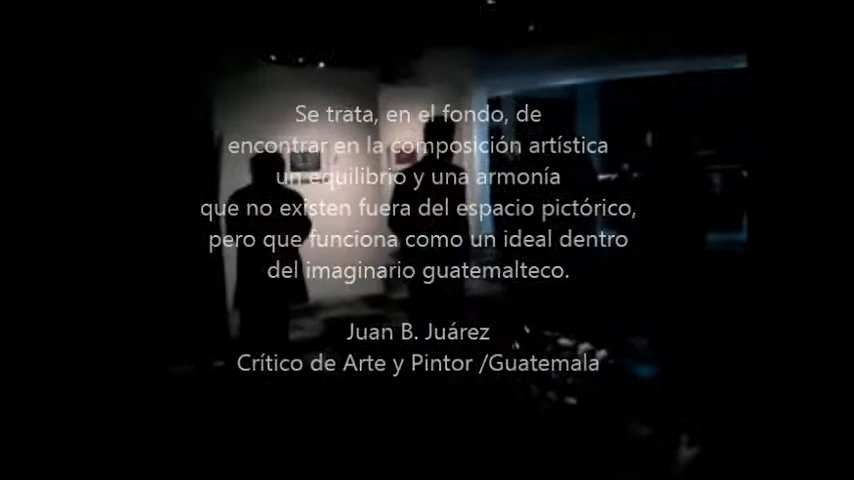 Se trata, en el fondo, de
encontrar en la composición artística
un equilibrio y una armonía
que no existen fuera del espacio pictórico,
pero que funciona como un ideal dentro
del imaginario guatemalteco.
Juan B. Juárez
Crítico de Arte y Pintor /Guatemala